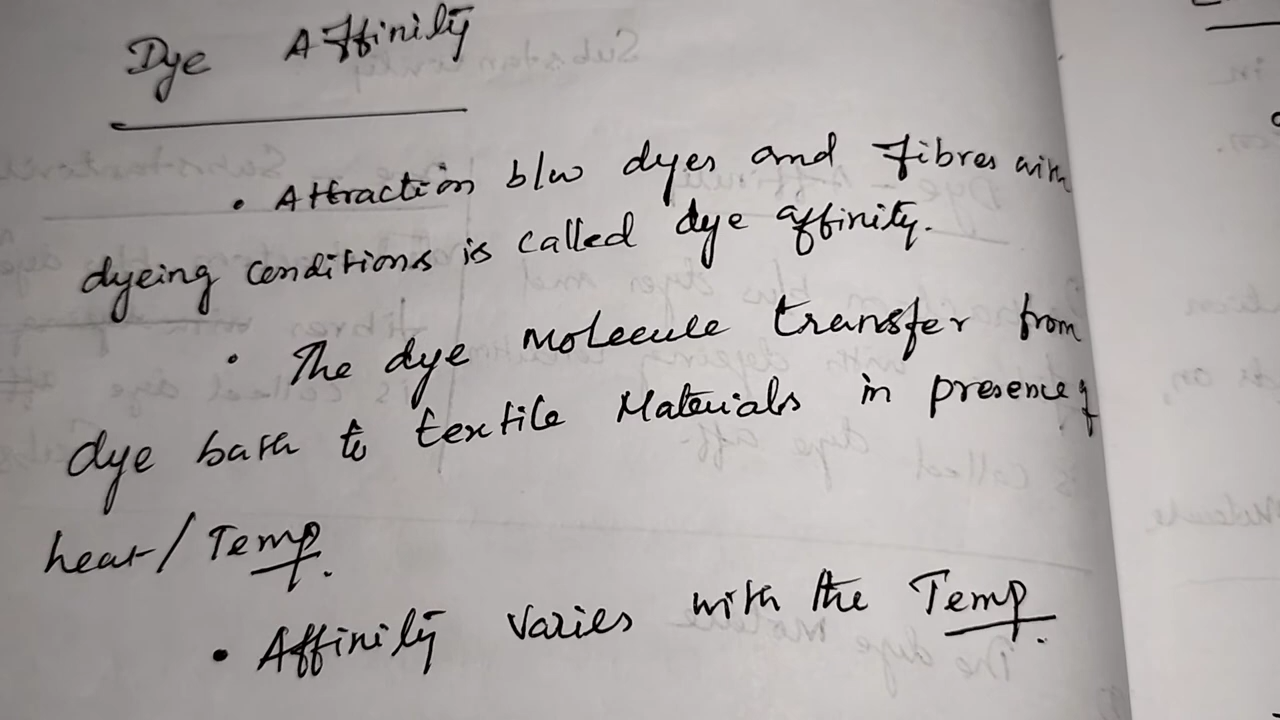 Dye Affinity
• Attraction b/w dyes and fibres with
dyeing conditions is called dye affinity.
• The dye molecule transfer from
dye bath to textile Materials in presence of
heat/Temp.
• Affinity varies with the Temp.